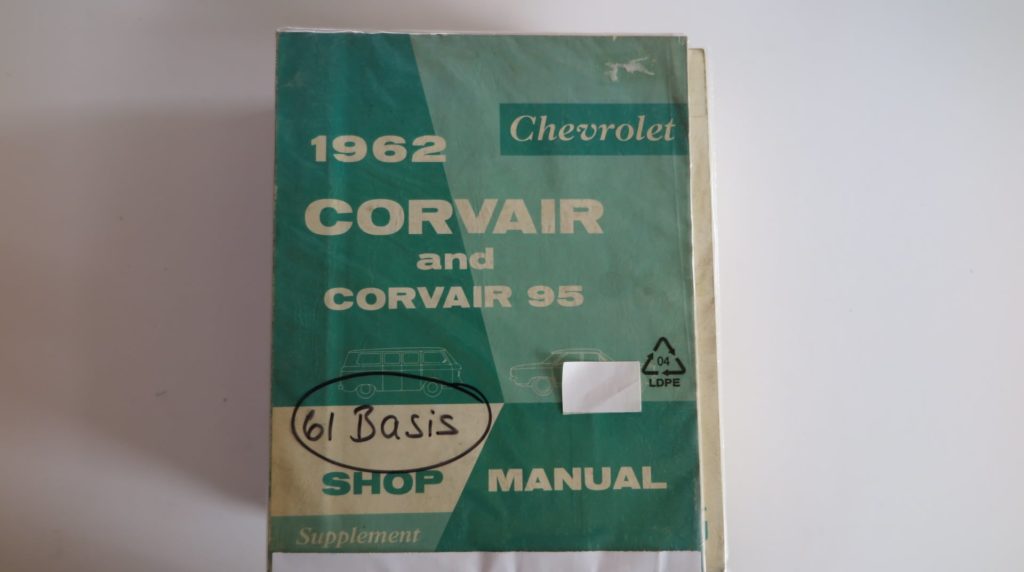 Chevrolet
1962
CORVAIR
and
CORVAIR 95
04
LDPE
61 Basis
SHOP MANUAL
Supplement